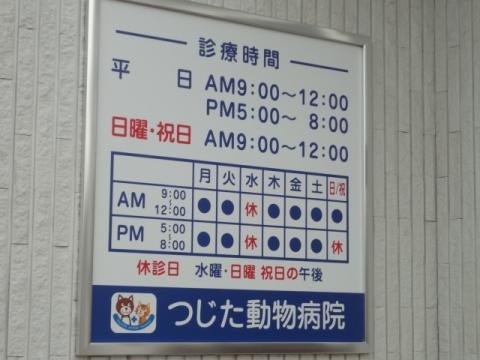 診療時間
平 日 AM9:00～12:00
PM5:00～ 8:00
日曜・祝日 AM9:00～12:00
月 火 水 木 金 土 日/祝
AM 9:00～12:00 ● ● 休 ● ● ● ●
PM 5:00～8:00 ● ● 休 ● ● ● 休
休診日 水曜・日曜 祝日の午後
つじた動物病院